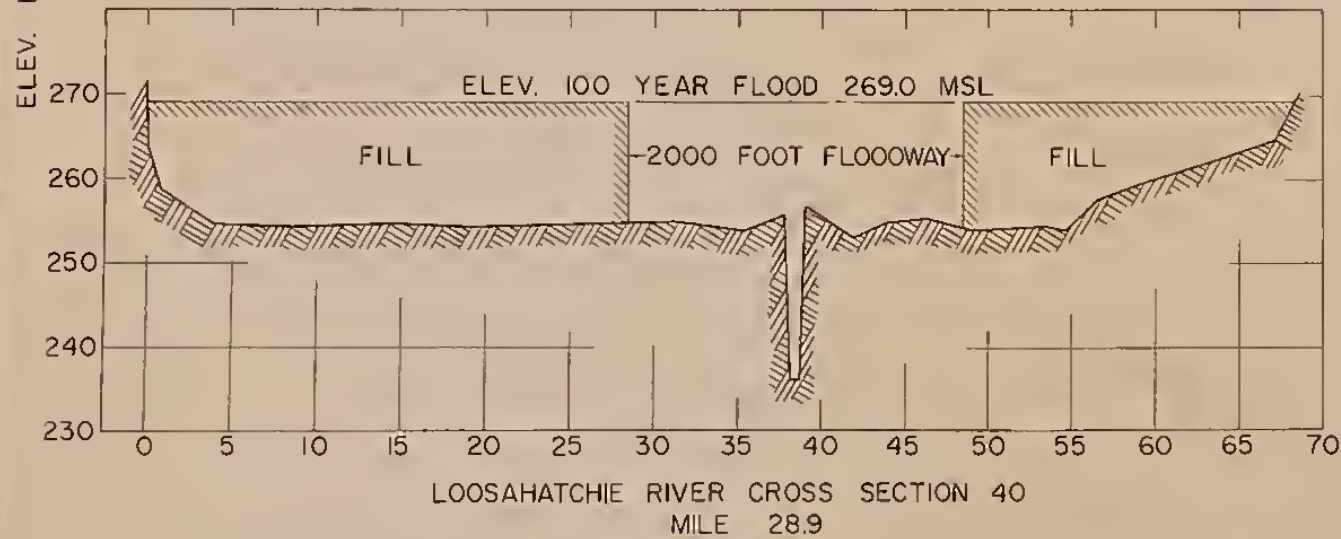 ELEV.
ELEV. 100 YEAR FLOOD 269.0 MSL
270
FILL
2000 FOOT FLOOOWAY
FILL
260
250
240
230
0 5 10 15 20 25 30 35 40 45 50 55 60 65 70
LOOSAHATCHIE RIVER CROSS SECTION 40
MILE 28.9